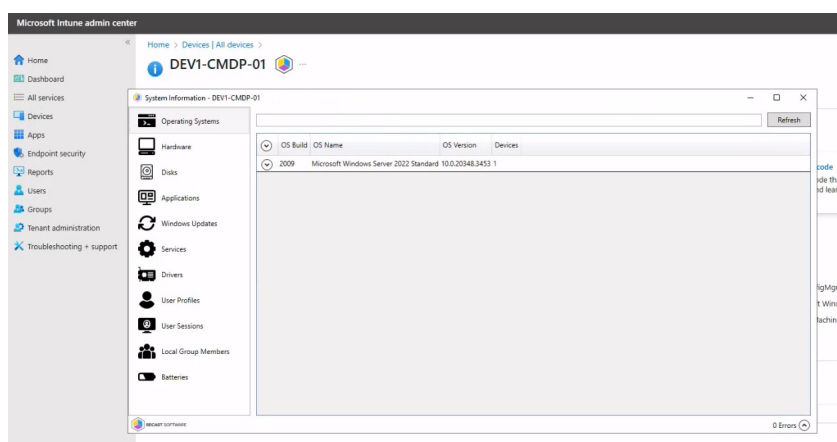 Microsoft Intune admin center
«
Home > Devices | All devices >
DEV1-CMDP-01 ...
Home
Dashboard
All services
Devices
Apps
Endpoint security
Reports
Users
Groups
Tenant administration
Troubleshooting + support
System Information - DEV1-CMDP-01
Refresh
Operating Systems
Hardware
Disks
Applications
Windows Updates
Services
Drivers
User Profiles
User Sessions
Local Group Members
Batteries
OS Build OS Name OS Version Devices
2009 Microsoft Windows Server 2022 Standard 10.0.20348.3453 1
RECAST SOFTWARE
0 Errors
code